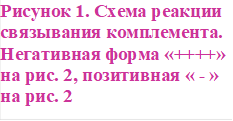 Рисунок 1. Схема реакции
связывания комплемента.
Негативная форма «++++»
на рис. 2, позитивная « - »
на рис. 2